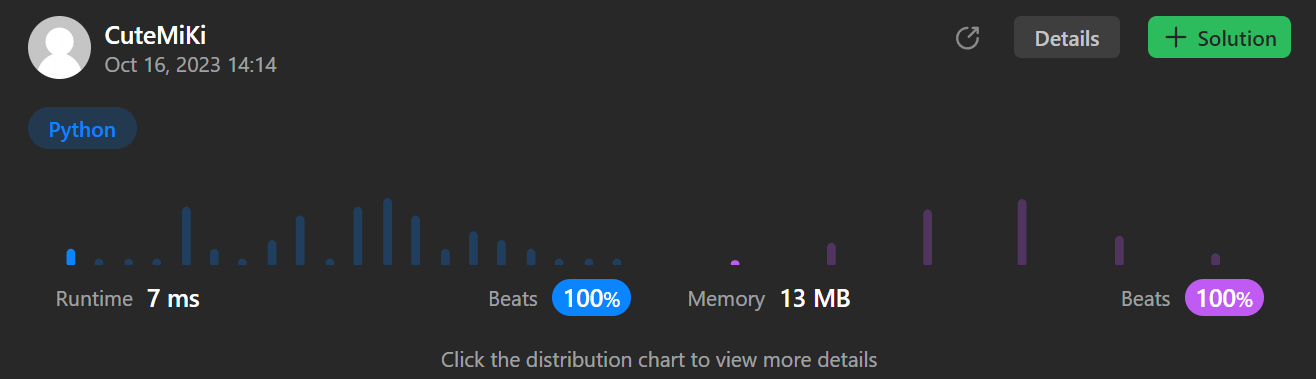 CuteMiKi
Oct 16, 2023 14:14
Details
+ Solution
Python
Runtime 7 ms Beats 100%
Memory 13 MB Beats 100%
Click the distribution chart to view more details